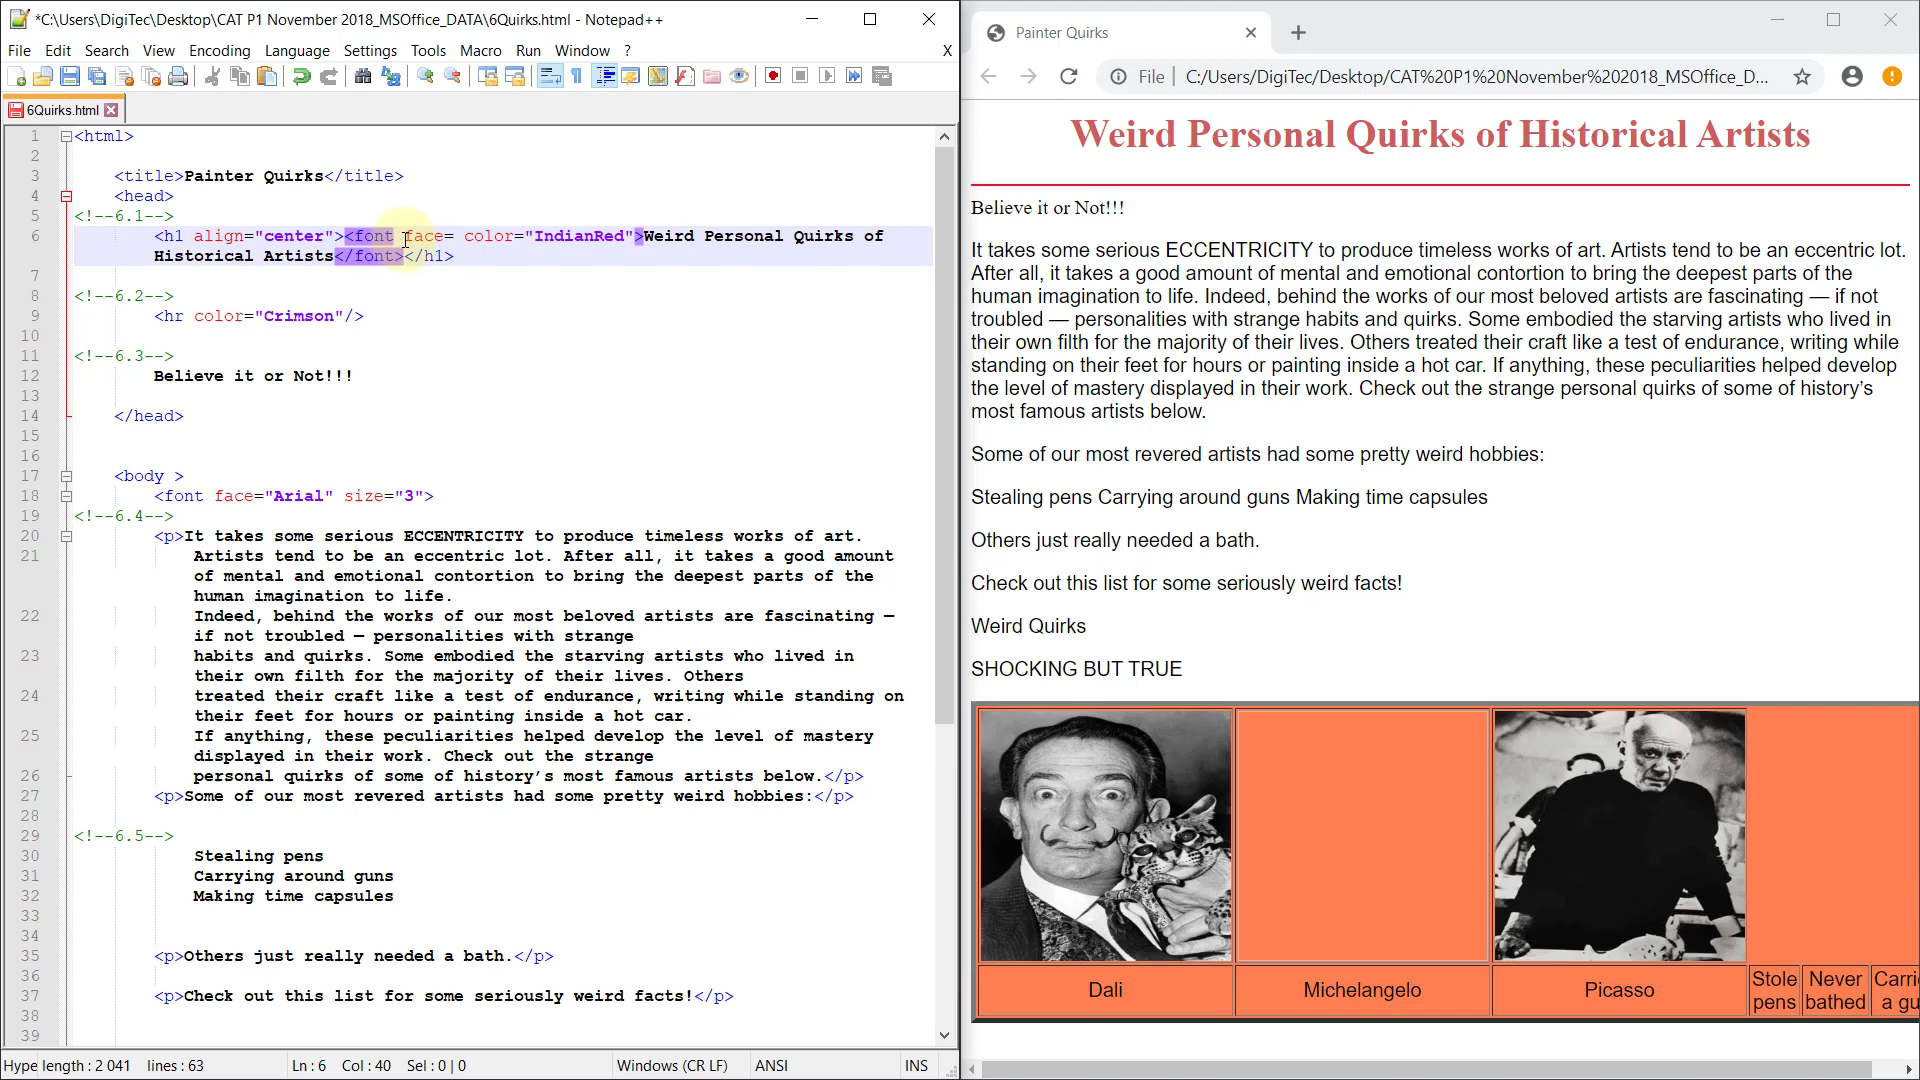 *C:\Users\DigiTec\Desktop\CAT P1 November 2018_MSOffice_DATA\6Quirks.html - Notepad++
File Edit Search View Encoding Language Settings Tools Macro Run Window ? X
6Quirks.html
1 <html>
2
3 <title>Painter Quirks</title>
4 <head>
5 <!--6.1-->
6 <h1 align="center"><font face= color="IndianRed">Weird Personal Quirks of
Historical Artists</font></h1>
7
8 <!--6.2-->
9 <hr color="Crimson"/>
10
11 <!--6.3-->
12 Believe it or Not!!!
13
14 </head>
15
16
17 <body >
18 <font face="Arial" size="3">
19 <!--6.4-->
20 <p>It takes some serious ECCENTRICITY to produce timeless works of art.
21 Artists tend to be an eccentric lot. After all, it takes a good amount
of mental and emotional contortion to bring the deepest parts of the
human imagination to life.
22 Indeed, behind the works of our most beloved artists are fascinating —
if not troubled — personalities with strange
23 habits and quirks. Some embodied the starving artists who lived in
their own filth for the majority of their lives. Others
24 treated their craft like a test of endurance, writing while standing on
their feet for hours or painting inside a hot car.
25 If anything, these peculiarities helped develop the level of mastery
displayed in their work. Check out the strange
26 personal quirks of some of history’s most famous artists below.</p>
27 <p>Some of our most revered artists had some pretty weird hobbies:</p>
28
29 <!--6.5-->
30 Stealing pens
31 Carrying around guns
32 Making time capsules
33
34
35 <p>Others just really needed a bath.</p>
36
37 <p>Check out this list for some seriously weird facts!</p>
38
39
Hype length : 2 041 lines : 63 Ln : 6 Col : 40 Sel : 0 | 0 Windows (CR LF) ANSI INS
Painter Quirks
File C:/Users/DigiTec/Desktop/CAT%20P1%20November%202018_MSOffice_D...
Weird Personal Quirks of Historical Artists
Believe it or Not!!!
It takes some serious ECCENTRICITY to produce timeless works of art. Artists tend to be an eccentric lot.
After all, it takes a good amount of mental and emotional contortion to bring the deepest parts of the
human imagination to life. Indeed, behind the works of our most beloved artists are fascinating — if not
troubled — personalities with strange habits and quirks. Some embodied the starving artists who lived in
their own filth for the majority of their lives. Others treated their craft like a test of endurance, writing while
standing on their feet for hours or painting inside a hot car. If anything, these peculiarities helped develop
the level of mastery displayed in their work. Check out the strange personal quirks of some of history’s
most famous artists below.
Some of our most revered artists had some pretty weird hobbies:
Stealing pens Carrying around guns Making time capsules
Others just really needed a bath.
Check out this list for some seriously weird facts!
Weird Quirks
SHOCKING BUT TRUE
Dali Michelangelo Picasso Stole Never Carri
pens bathed a gu